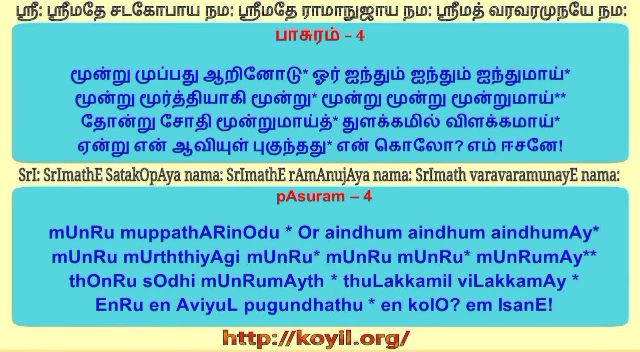 ஸ்ரீ: ஸ்ரீமதே சடகோபாய நம: ஸ்ரீமதே ராமாநுஜாய நம: ஸ்ரீமத் வரவரமுநயே நம:
பாசுரம் – 4
மூன்று முப்பது ஆறினோடு* ஓர் ஐந்தும் ஐந்தும் ஐந்துமாய்*
மூன்று மூர்த்தியாகி மூன்று* மூன்று மூன்று மூன்றுமாய்**
தோன்று சோதி மூன்றுமாய்த்* துளக்கமில் விளக்கமாய்*
ஏன்று என் ஆவியுள் புகுந்தது* என் கொலோ? எம் ஈசனே!
SrI: SrImathE SatakOpAya nama: SrImathE rAmAnujAya nama: SrImath varavaramunayE nama:
pAsuram – 4
mUnRu muppathARinOdu * Or aindhum aindhum aindhumAy*
mUnRu mUrththiyAgi mUnRu* mUnRu mUnRu* mUnRumAy**
thOnRu sOdhi mUnRumAyth * thuLakkamil viLakkamAy *
EnRu en AviyuL pugundhathu * en kolO? em IsanE!
http://koyil.org/